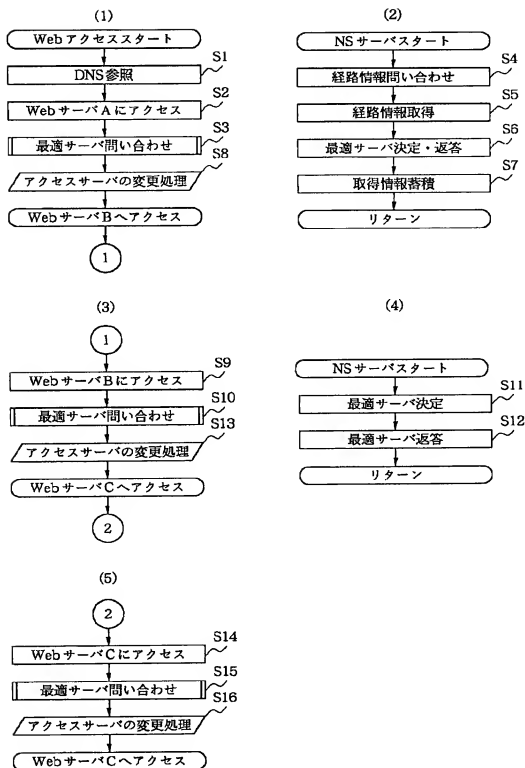 (1)
Webアクセススタート
S1
DNS参照
S2
WebサーバAにアクセス
S3
最適サーバ問い合わせ
S8
アクセスサーバの変更処理
WebサーバBへアクセス
1
(2)
NSサーバスタート
S4
経路情報問い合わせ
S5
経路情報取得
S6
最適サーバ決定・返答
S7
取得情報蓄積
リターン
(3)
1
S9
WebサーバBにアクセス
S10
最適サーバ問い合わせ
S13
アクセスサーバの変更処理
WebサーバCへアクセス
2
(4)
NSサーバスタート
S11
最適サーバ決定
S12
最適サーバ返答
リターン
(5)
2
S14
WebサーバCにアクセス
S15
最適サーバ問い合わせ
S16
アクセスサーバの変更処理
WebサーバCへアクセス